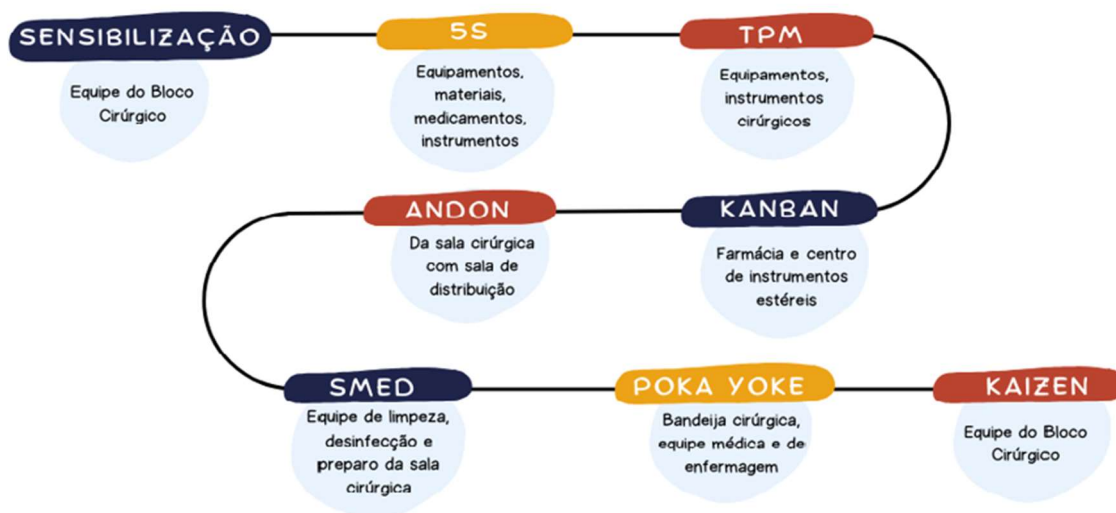 SENSIBILIZAÇÃO
Equipe do Bloco
Cirúrgico
5S
Equipamentos,
materiais,
medicamentos,
instrumentos
TPM
Equipamentos,
instrumentos
cirúrgicos
KANBAN
Farmácia e centro
de instrumentos
estéreis
ANDON
Da sala cirúrgica
com sala de
distribuição
SMED
Equipe de limpeza,
desinfecção e
preparo da sala
cirúrgica
POKA YOKE
Bandeija cirúrgica,
equipe médica e de
enfermagem
KAIZEN
Equipe do Bloco
Cirúrgico